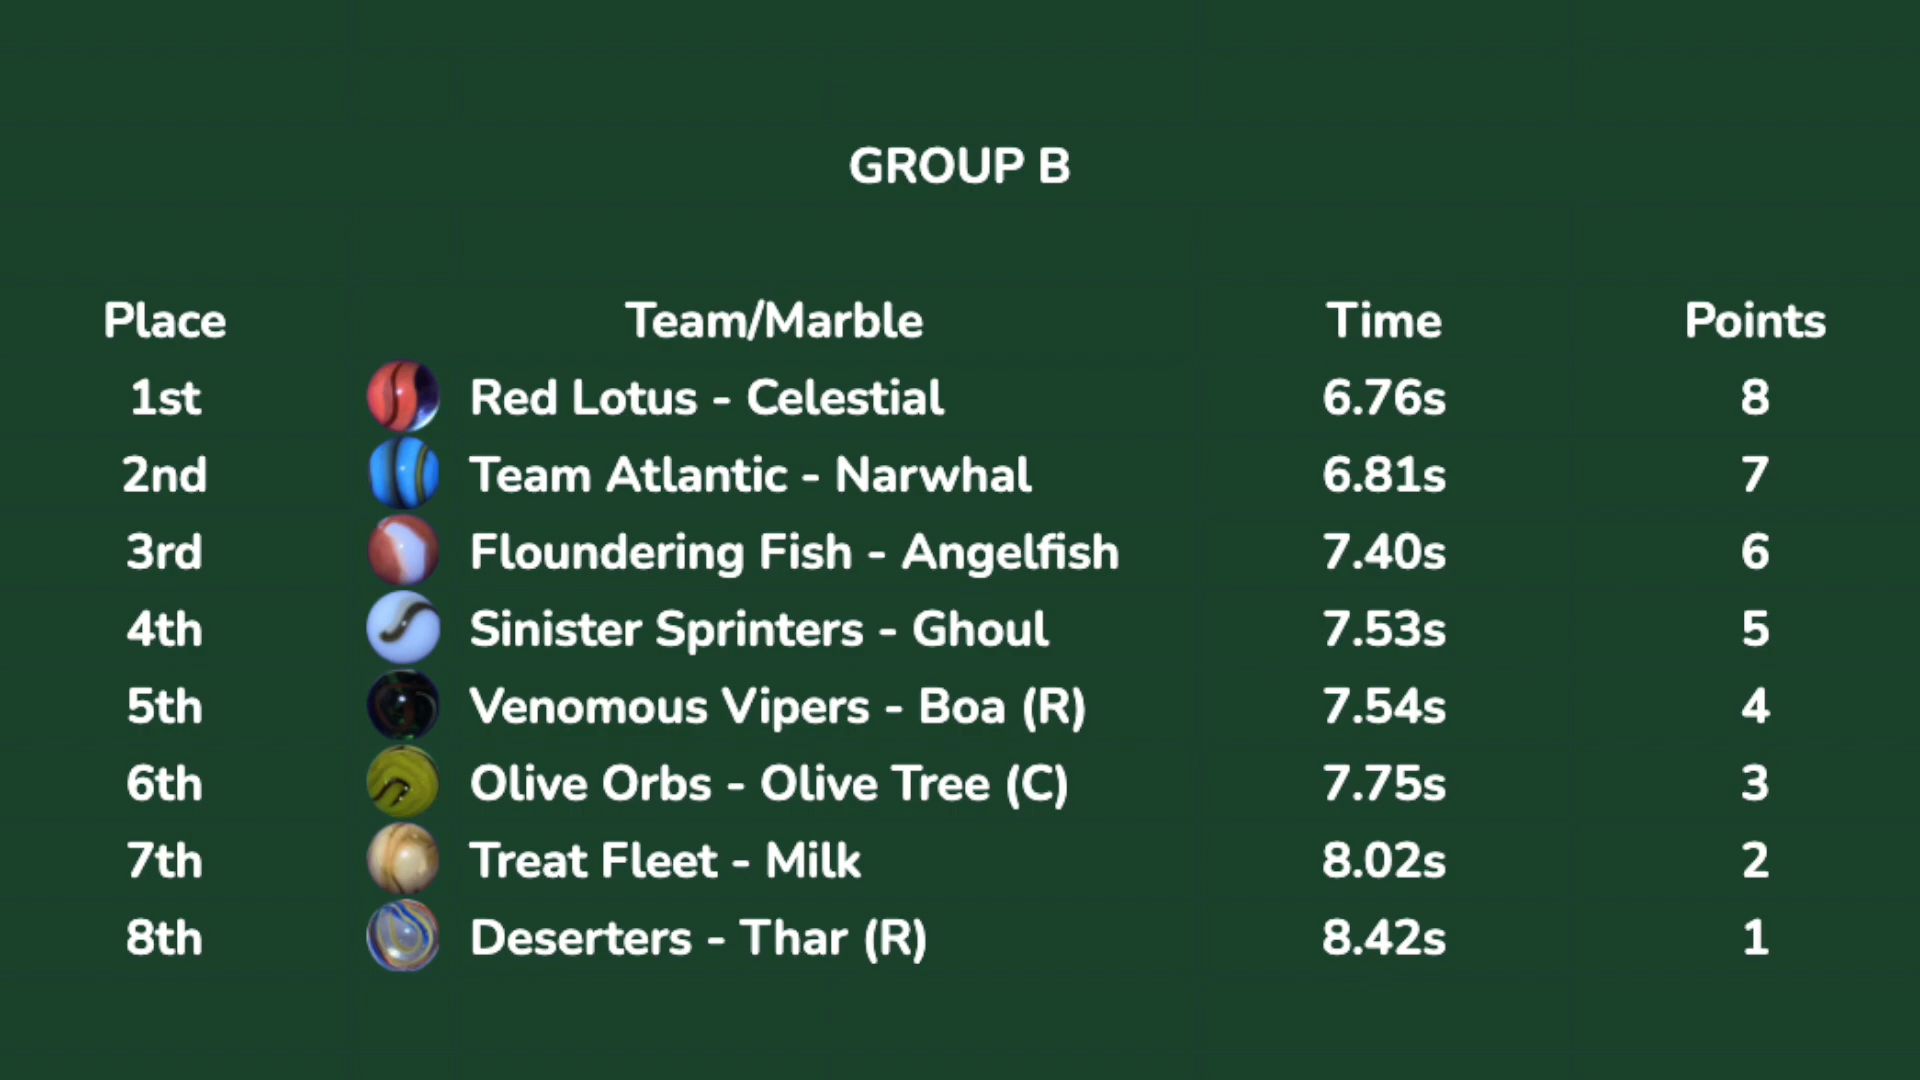 GROUP B
Place Team/Marble Time Points
1st Red Lotus - Celestial 6.76s 8
2nd Team Atlantic - Narwhal 6.81s 7
3rd Floundering Fish - Angelfish 7.40s 6
4th Sinister Sprinters - Ghoul 7.53s 5
5th Venomous Vipers - Boa (R) 7.54s 4
6th Olive Orbs - Olive Tree (C) 7.75s 3
7th Treat Fleet - Milk 8.02s 2
8th Deserters - Thar (R) 8.42s 1